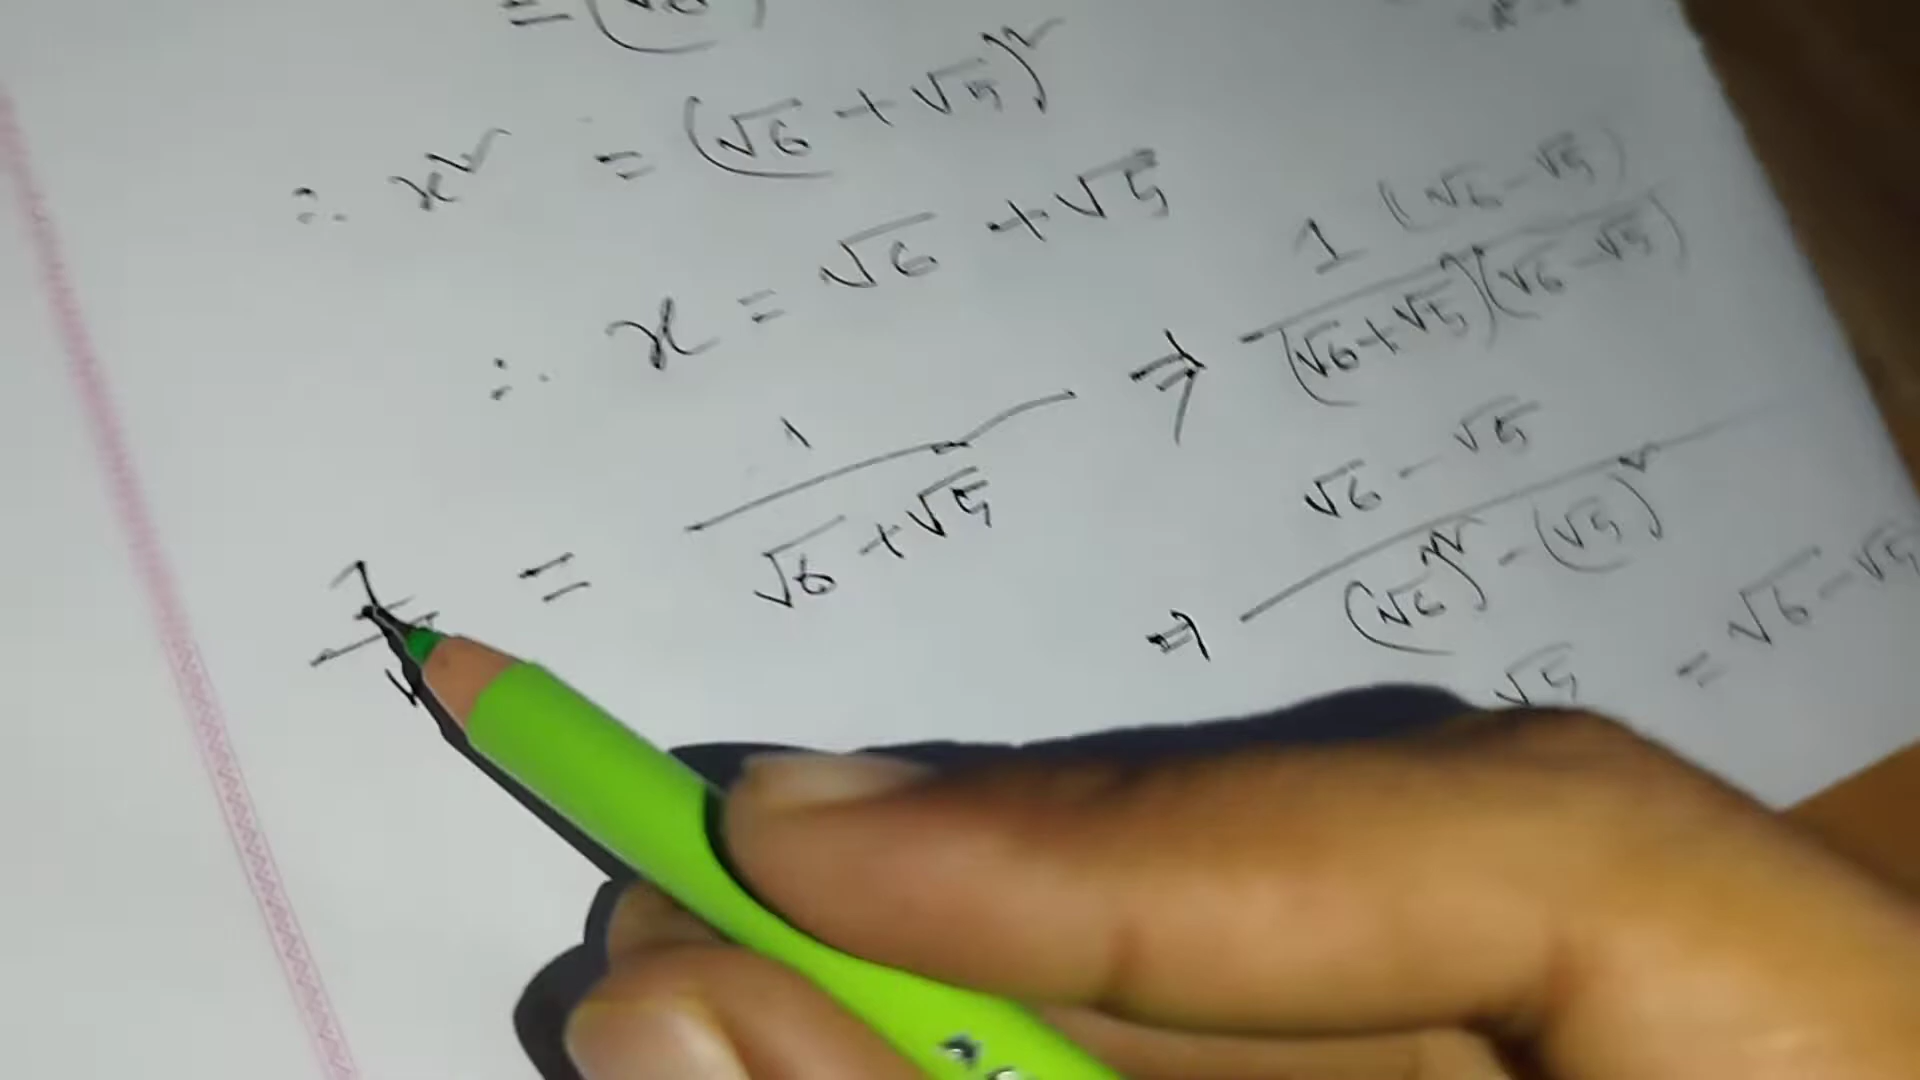 ∴ x² = (√6 + √5)²
∴ x = √6 + √5
1/x = 1/(√6 + √5) ⇒ 1 (√6 - √5)/(√6 + √5)(√6 - √5)
⇒ (√6 - √5)/((√6)² - (√5)²)
√5 = √6 - √5